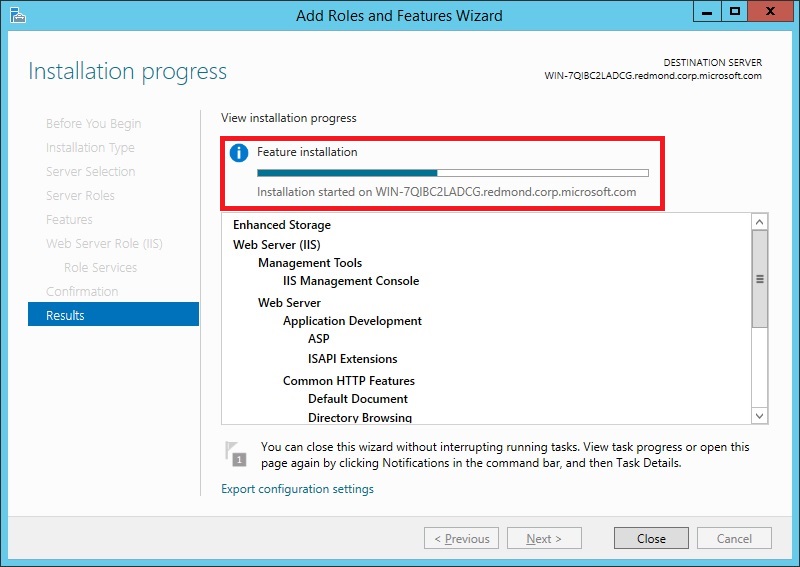 Add Roles and Features Wizard
Installation progress
DESTINATION SERVER
WIN-7QIBC2LADCG.redmond.corp.microsoft.com
Before You Begin
Installation Type
Server Selection
Server Roles
Features
Web Server Role (IIS)
Role Services
Confirmation
Results
View installation progress
Feature installation
Installation started on WIN-7QIBC2LADCG.redmond.corp.microsoft.com
Enhanced Storage
Web Server (IIS)
Management Tools
IIS Management Console
Web Server
Application Development
ASP
ISAPI Extensions
Common HTTP Features
Default Document
Directory Browsing
1
You can close this wizard without interrupting running tasks. View task progress or open this
page again by clicking Notifications in the command bar, and then Task Details.
Export configuration settings
< Previous
Next >
Close
Cancel